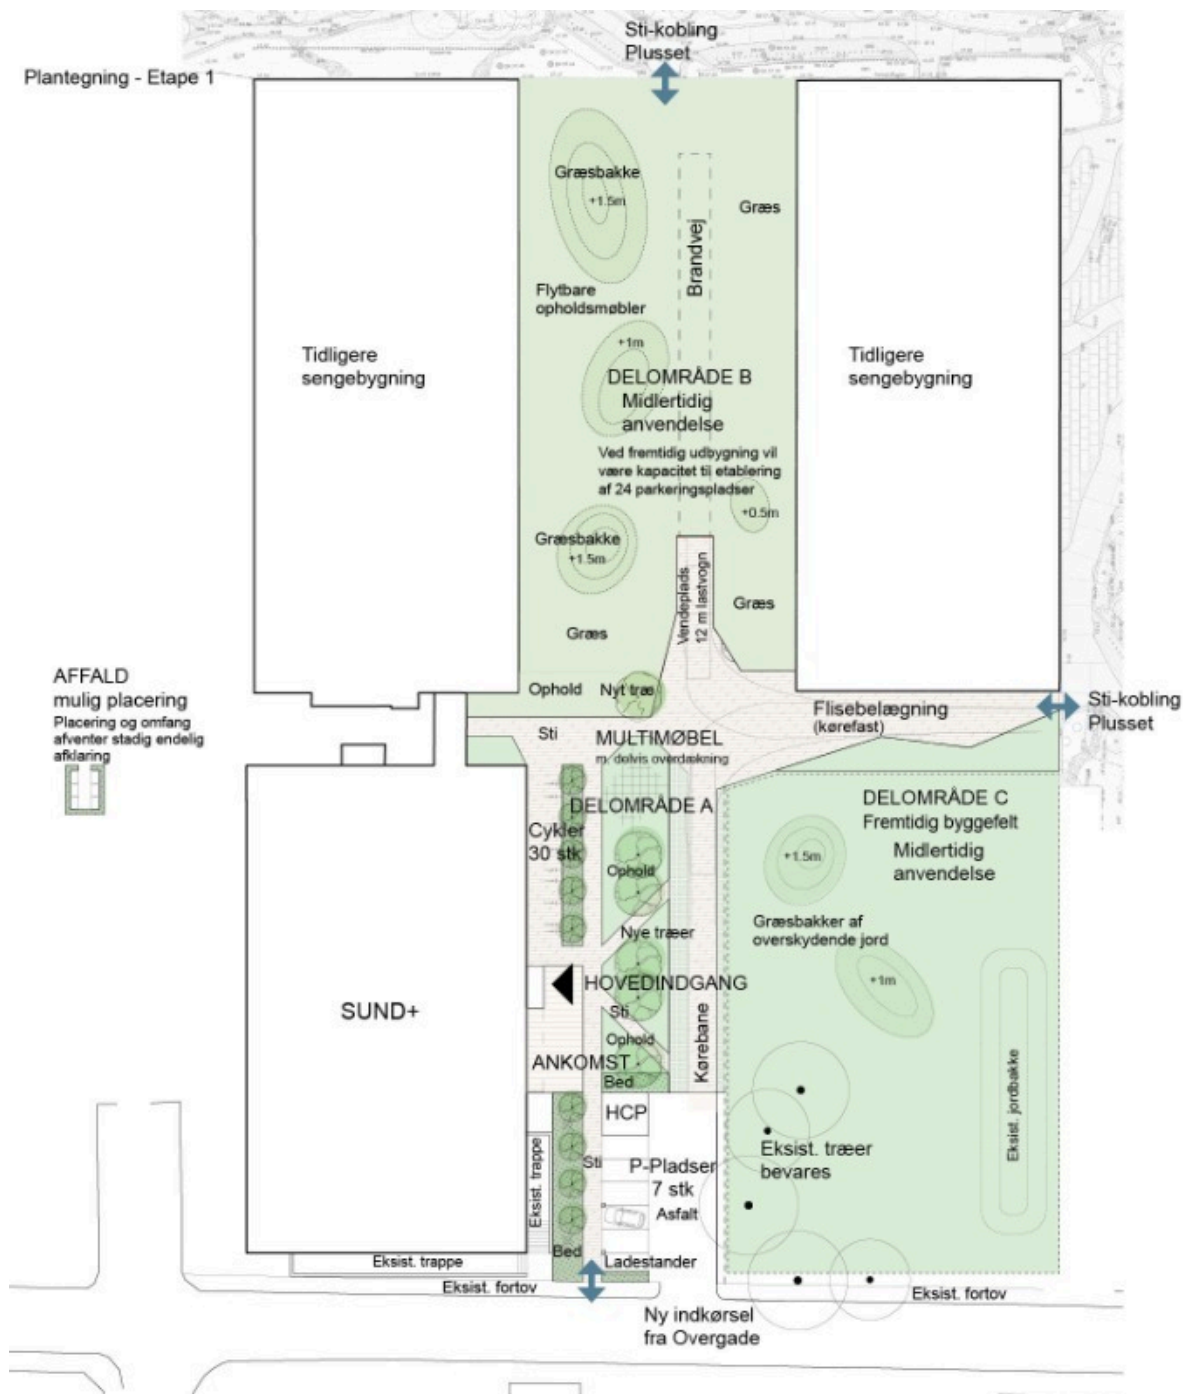 Sti-kobling
Plusset
Plantegning - Etape 1
Græsbakke
+1.5m
Græs
Brandvej
Flytbare
opholdsmøbler
+1m
Tidligere
sengebygning
Tidligere
sengebygning
DELOMRÅDE B
Midlertidig
anvendelse
Ved fremtidig udbygning vil
være kapacitet til etablering
af 24 parkeringspladser
+0.5m
Græsbakke
+1.5m
Vendeplads
12 m lastvogn
Græs
Græs
AFFALD
mulig placering
Placering og omfang
afventer stadig endelig
afklaring
Ophold
Nyt træ
Flisebelægning
(kørefast)
Sti-kobling
Plusset
Sti
MULTIMØBEL
m. delvis overdækning
DELOMRÅDE A
DELOMRÅDE C
Fremtidig byggefelt
Midlertidig
anvendelse
Cykler
30 stk
+1.5m
Ophold
Græsbakker af
overskydende jord
Nye træer
+1m
HOVEDINDGANG
SUND+
Sti
Ophold
ANKOMST
Kørebane
Bed
Eksist. jordbakke
HCP
Eksist. trappe
Sti
P-Pladser
7 stk
Asfalt
Eksist. træer
bevares
Bed
Ladestander
Eksist. trappe
Eksist. fortov
Eksist. fortov
Ny indkørsel
fra Overgade